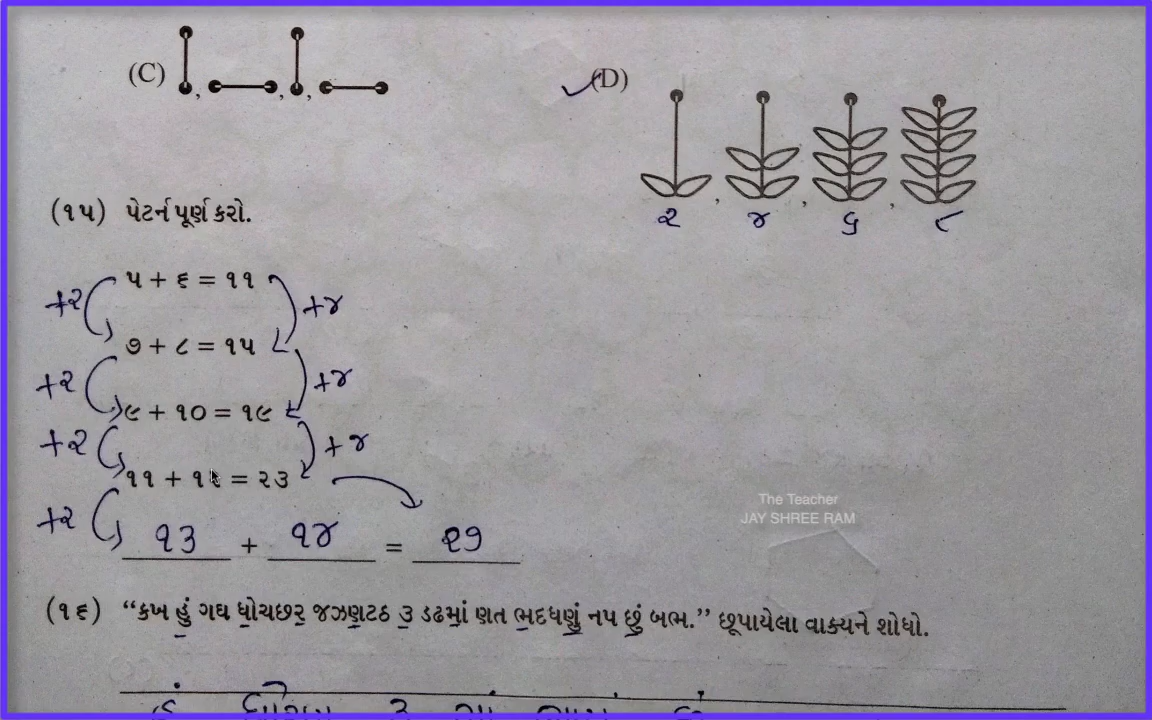 (C) , , ,
(D) , , ,
૨ ૪ ૬ ૮
(૧૫) પેટર્ન પૂર્ણ કરો.
+૨ ૫ + ૬ = ૧૧ +૪
૭ + ૮ = ૧૫
+૨ +૪
૯ + ૧૦ = ૧૯
+૨ +૪
૧૧ + ૧૨ = ૨૩
+૨ ૧૩ + ૧૪ = ૨૭
The Teacher
JAY SHREE RAM
(૧૬) “કખ હું ગઘ ધોચછર જઝણટઠ ૩ ડઢમાં ણત ભદધણું નપ છું બભ.” છૂપાયેલા વાક્યને શોધો.